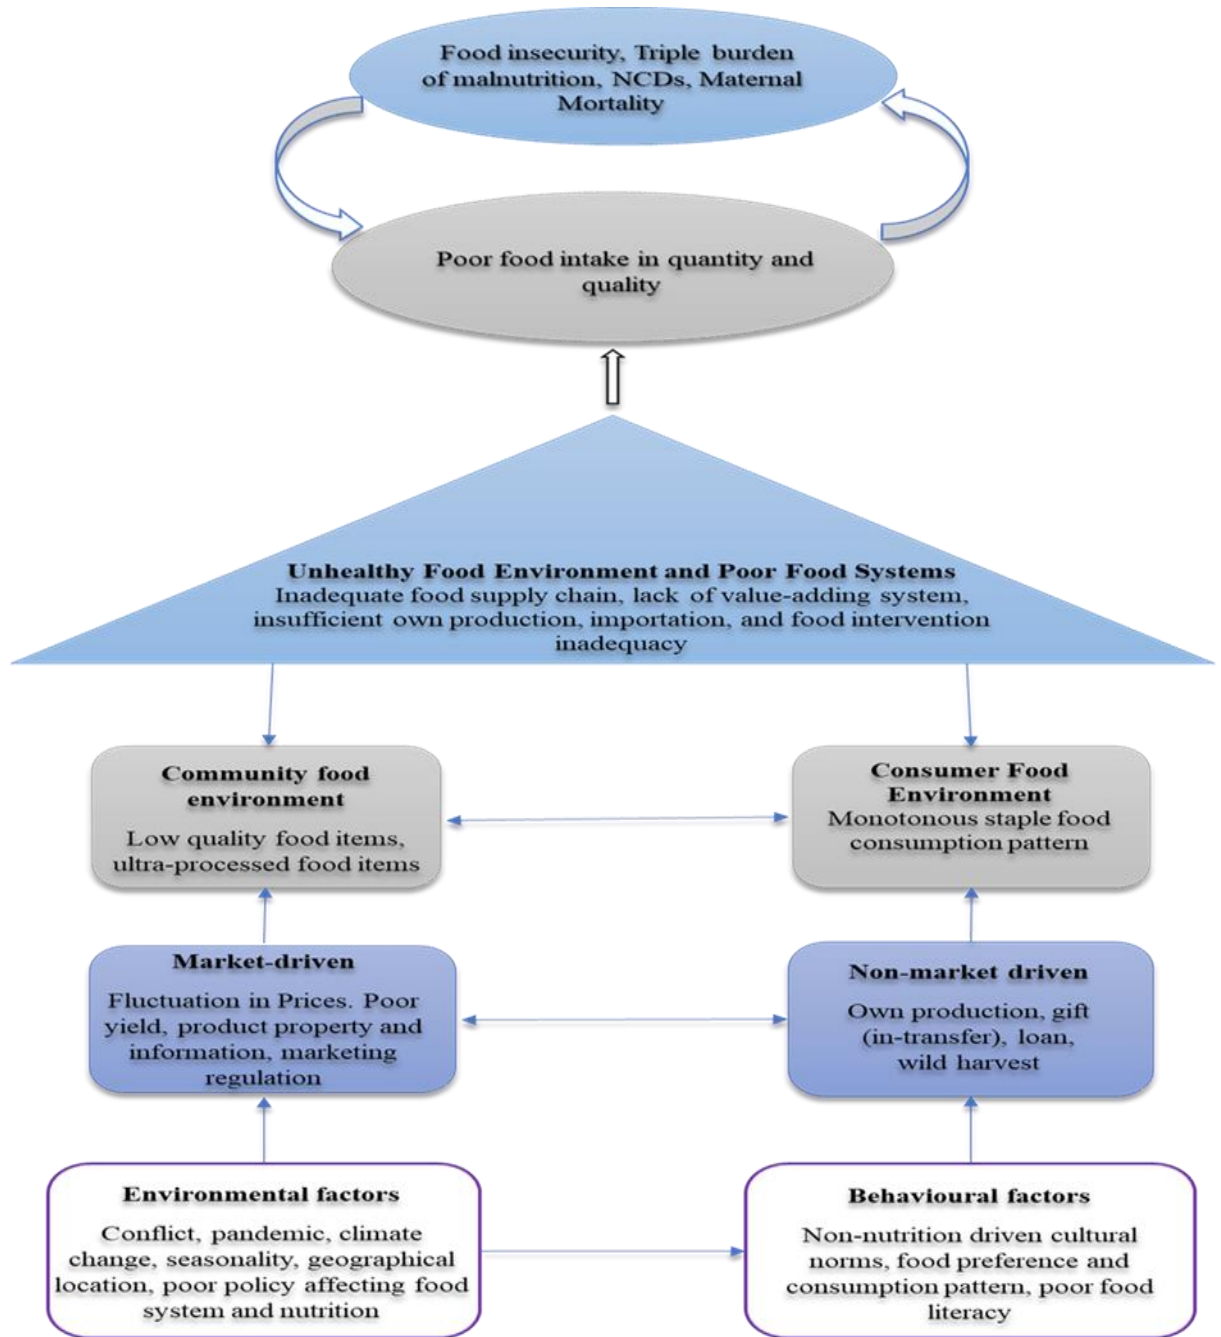 Food insecurity, Triple burden
of malnutrition, NCDs, Maternal
Mortality
Poor food intake in quantity and
quality
Unhealthy Food Environment and Poor Food Systems
Inadequate food supply chain, lack of value-adding system,
insufficient own production, importation, and food intervention
inadequacy
Community food
environment
Low quality food items,
ultra-processed food items
Consumer Food
Environment
Monotonous staple food
consumption pattern
Market-driven
Fluctuation in Prices. Poor
yield, product property and
information, marketing
regulation
Non-market driven
Own production, gift
(in-transfer), loan,
wild harvest
Environmental factors
Conflict, pandemic, climate
change, seasonality, geographical
location, poor policy affecting food
system and nutrition
Behavioural factors
Non-nutrition driven cultural
norms, food preference and
consumption pattern, poor food
literacy